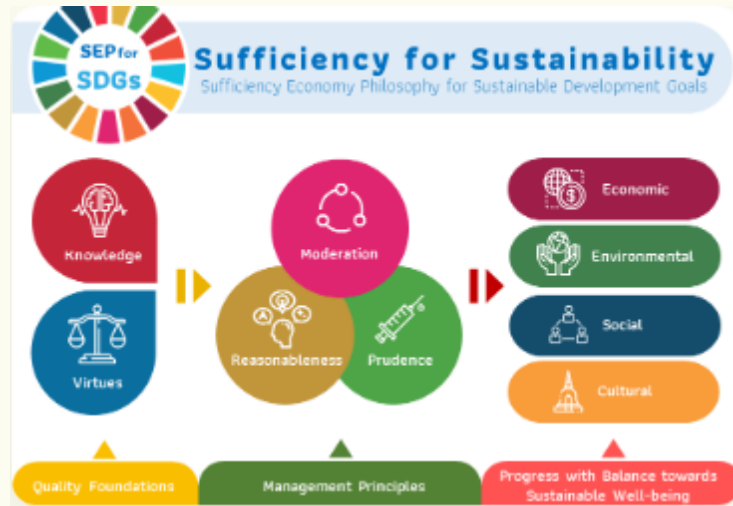 SEP for
SDGs
Sufficiency for Sustainability
Sufficiency Economy Philosophy for Sustainable Development Goals
Knowledge
Virtues
Moderation
Reasonableness
Prudence
Economic
Environmental
Social
Cultural
Quality Foundations
Management Principles
Progress with Balance towards
Sustainable Well-being